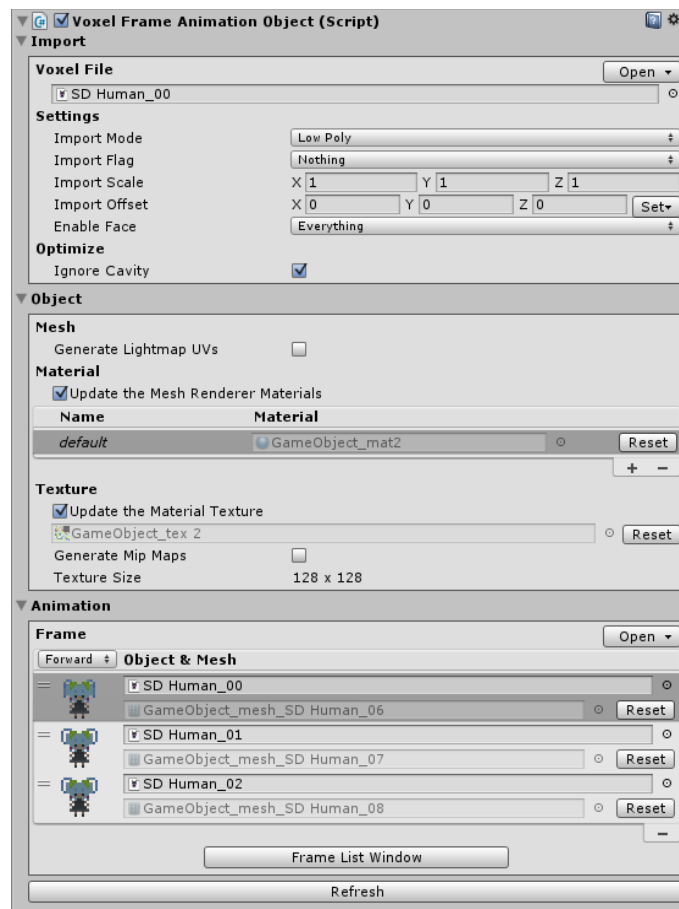 Voxel Frame Animation Object (Script)
Import
Voxel File Open
SD Human_00
Settings
Import Mode Low Poly
Import Flag Nothing
Import Scale X 1 Y 1 Z 1
Import Offset X 0 Y 0 Z 0 Set
Enable Face Everything
Optimize
Ignore Cavity
Object
Mesh
Generate Lightmap UVs
Material
Update the Mesh Renderer Materials
Name Material
default GameObject_mat2 Reset
+ −
Texture
Update the Material Texture
GameObject_tex 2 Reset
Generate Mip Maps
Texture Size 128 x 128
Animation
Frame Open
Forward Object & Mesh
SD Human_00
GameObject_mesh_SD Human_06 Reset
SD Human_01
GameObject_mesh_SD Human_07 Reset
SD Human_02
GameObject_mesh_SD Human_08 Reset
−
Frame List Window
Refresh